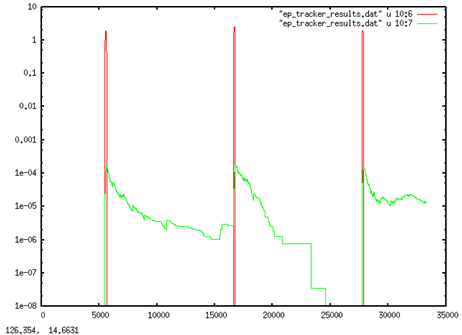 10
"ep_tracker_results.dat" u 10:6
1
"ep_tracker_results.dat" u 10:7
0.1
0.01
0.001
1e-04
1e-05
1e-06
1e-07
1e-08
0 5000 10000 15000 20000 25000 30000 35000
126.354, 14.6631